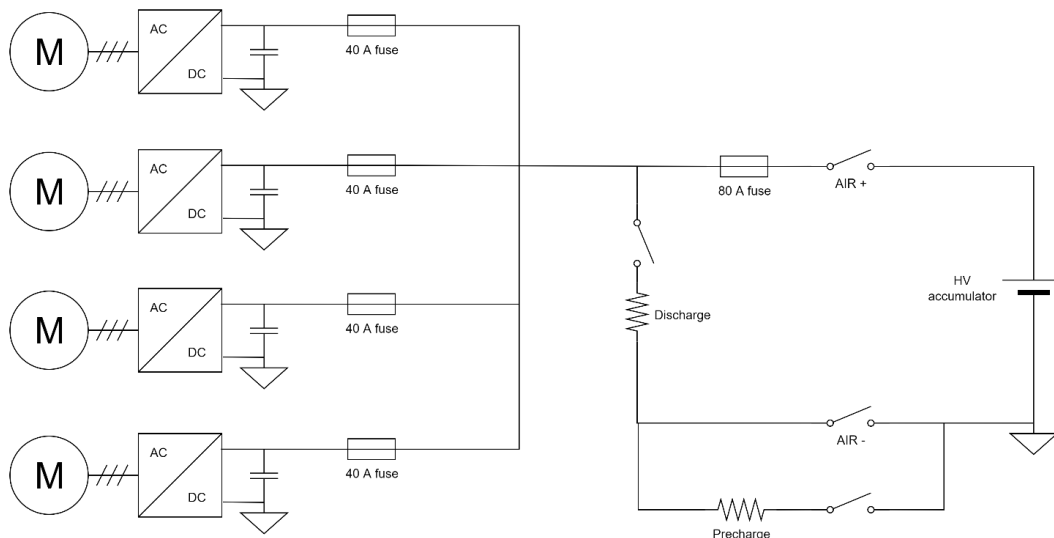 M
AC
DC
40 A fuse
M
AC
DC
40 A fuse
80 A fuse
AIR +
HV
accumulator
Discharge
M
AC
DC
40 A fuse
AIR -
M
AC
DC
40 A fuse
Precharge